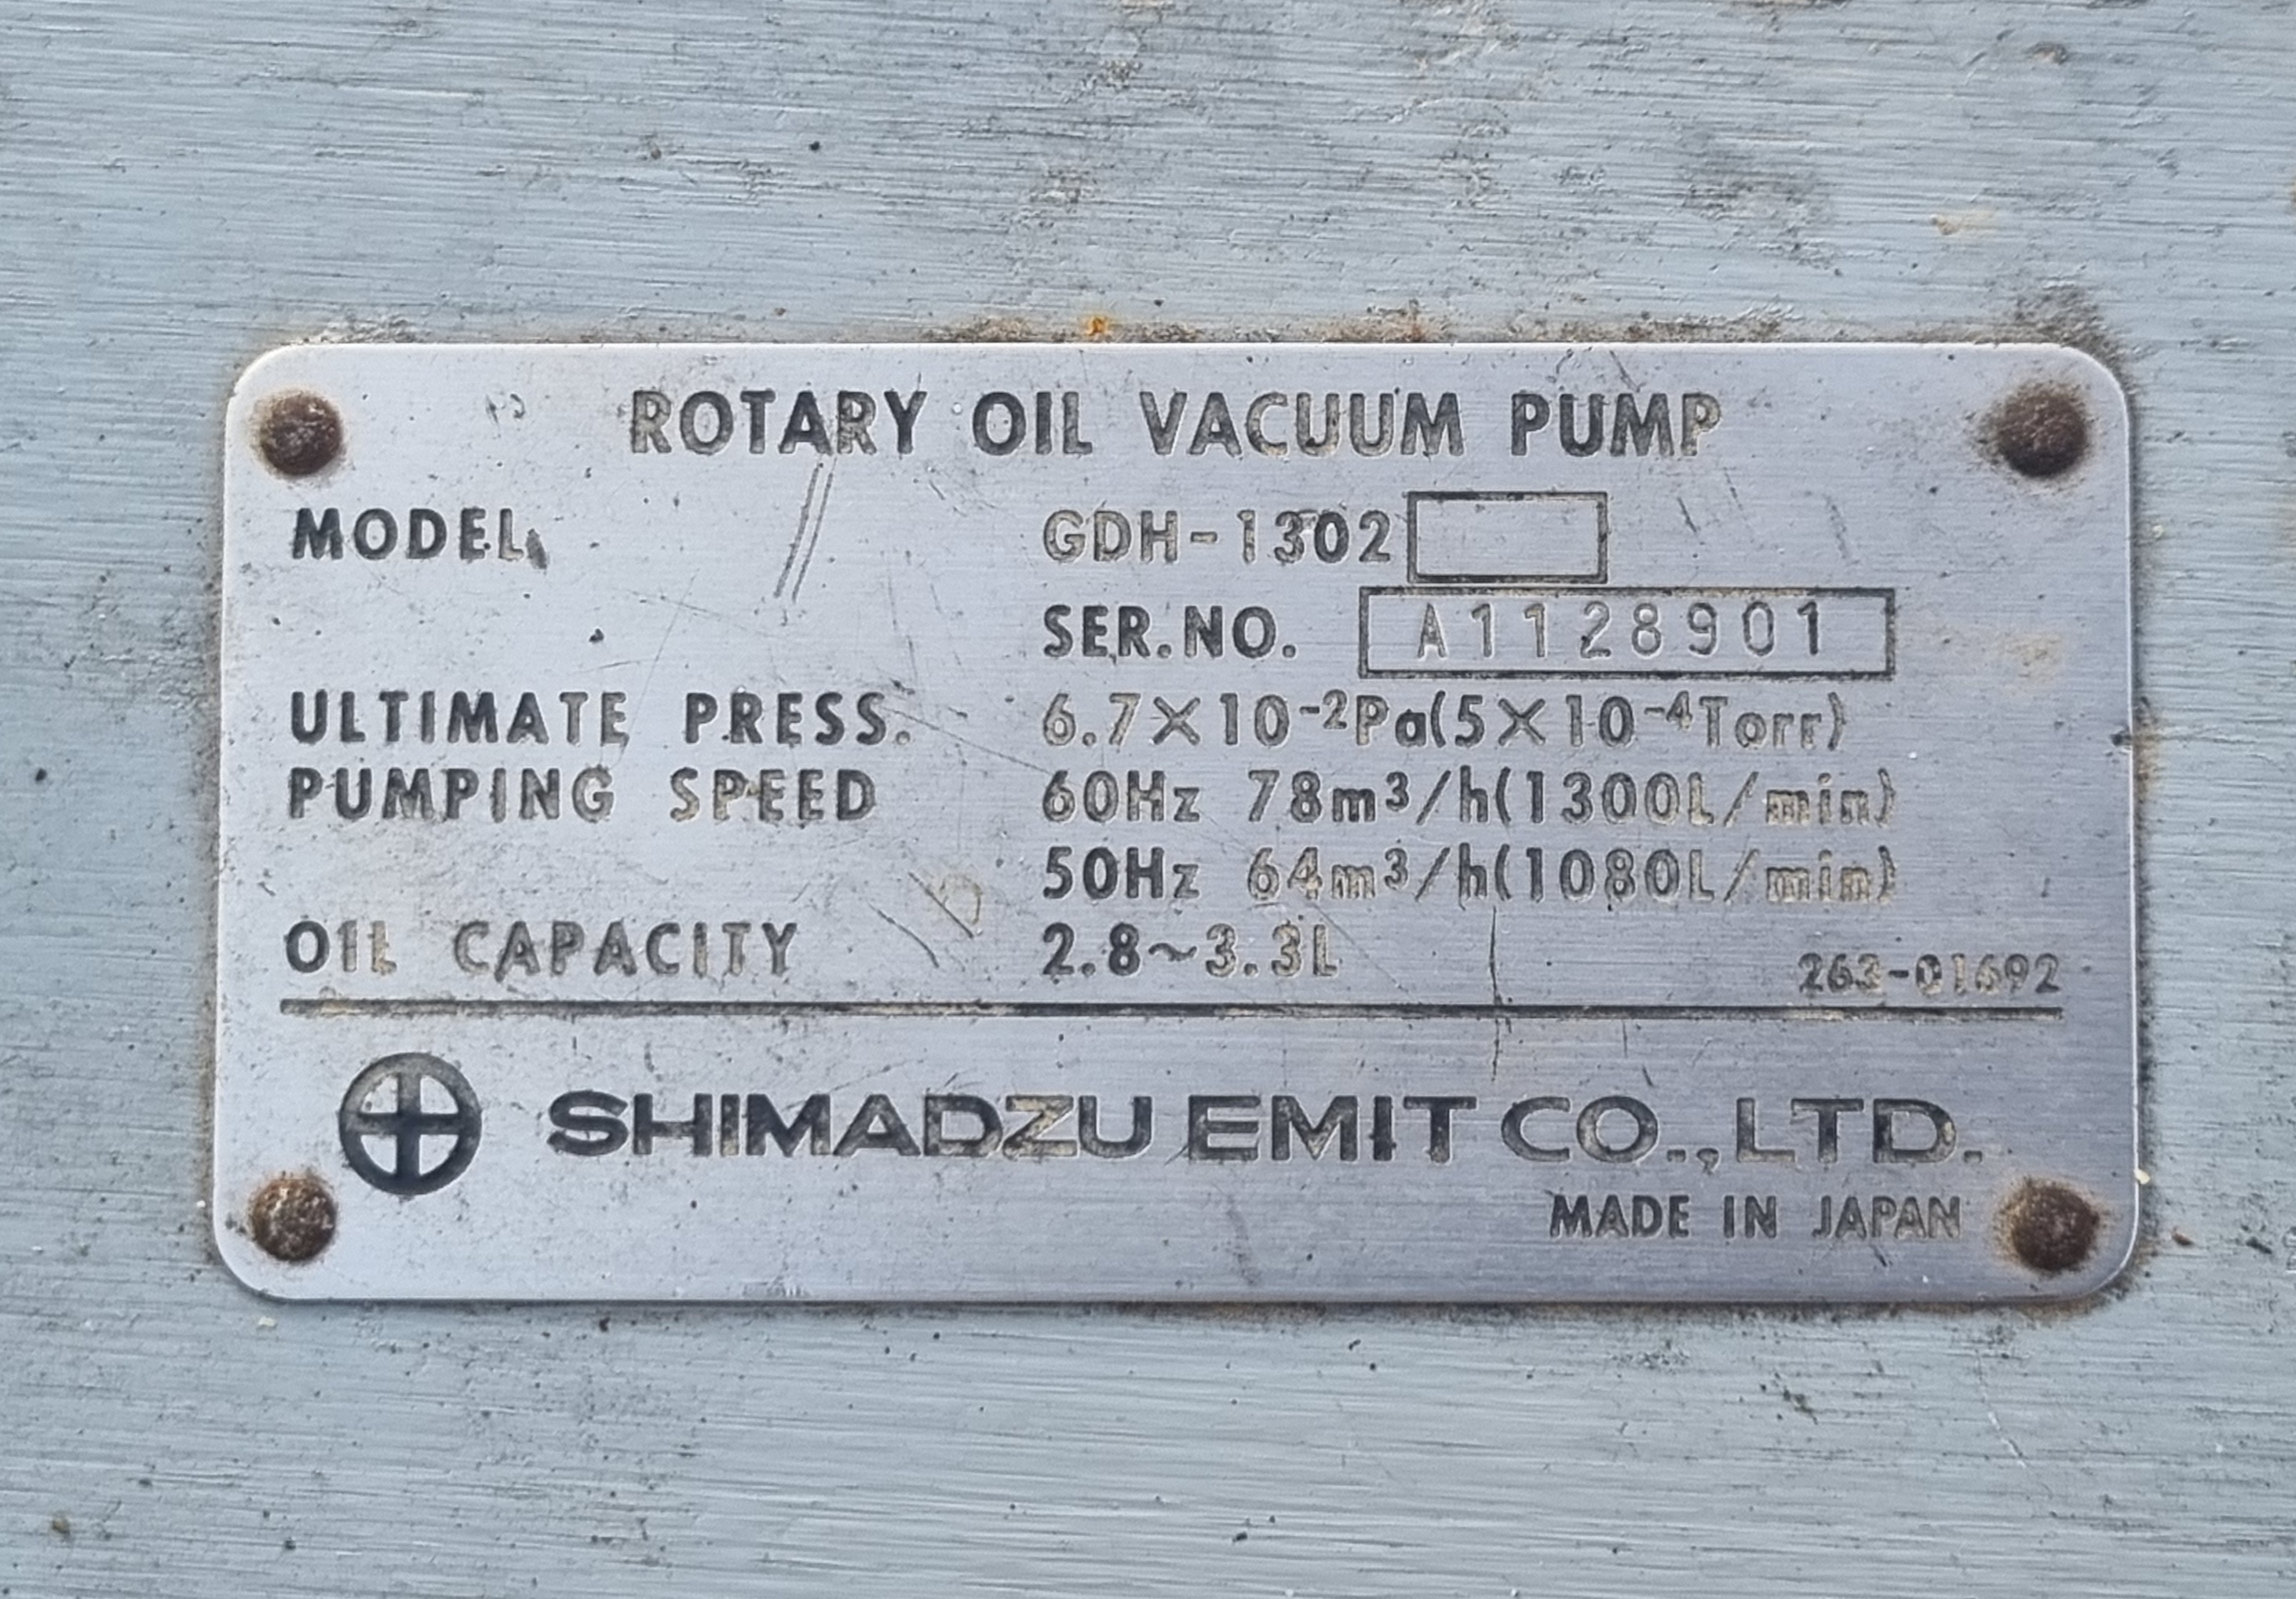 ROTARY OIL VACUUM PUMP
MODEL GDH-1302
SER.NO. A1128901
ULTIMATE PRESS. 6.7×10⁻²Pa(5×10⁻⁴Torr)
PUMPING SPEED 60Hz 78m³/h(1300L/min)
50Hz 64m³/h(1080L/min)
OIL CAPACITY 2.8~3.3L
263-01692
SHIMADZU EMIT CO.,LTD.
MADE IN JAPAN